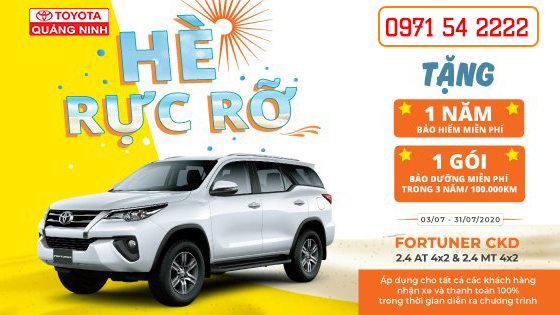 TOYOTA
QUẢNG NINH
0971 54 2222
HÈ
RỰC RỠ
TẶNG
1 NĂM
BẢO HIỂM MIỄN PHÍ
1 GÓI
BẢO DƯỠNG MIỄN PHÍ
TRONG 3 NĂM/ 100.000KM
03/07 - 31/07/2020
FORTUNER CKD
2.4 AT 4x2 & 2.4 MT 4x2
Áp dụng cho tất cả các khách hàng
nhận xe và thanh toán 100%
trong thời gian diễn ra chương trình